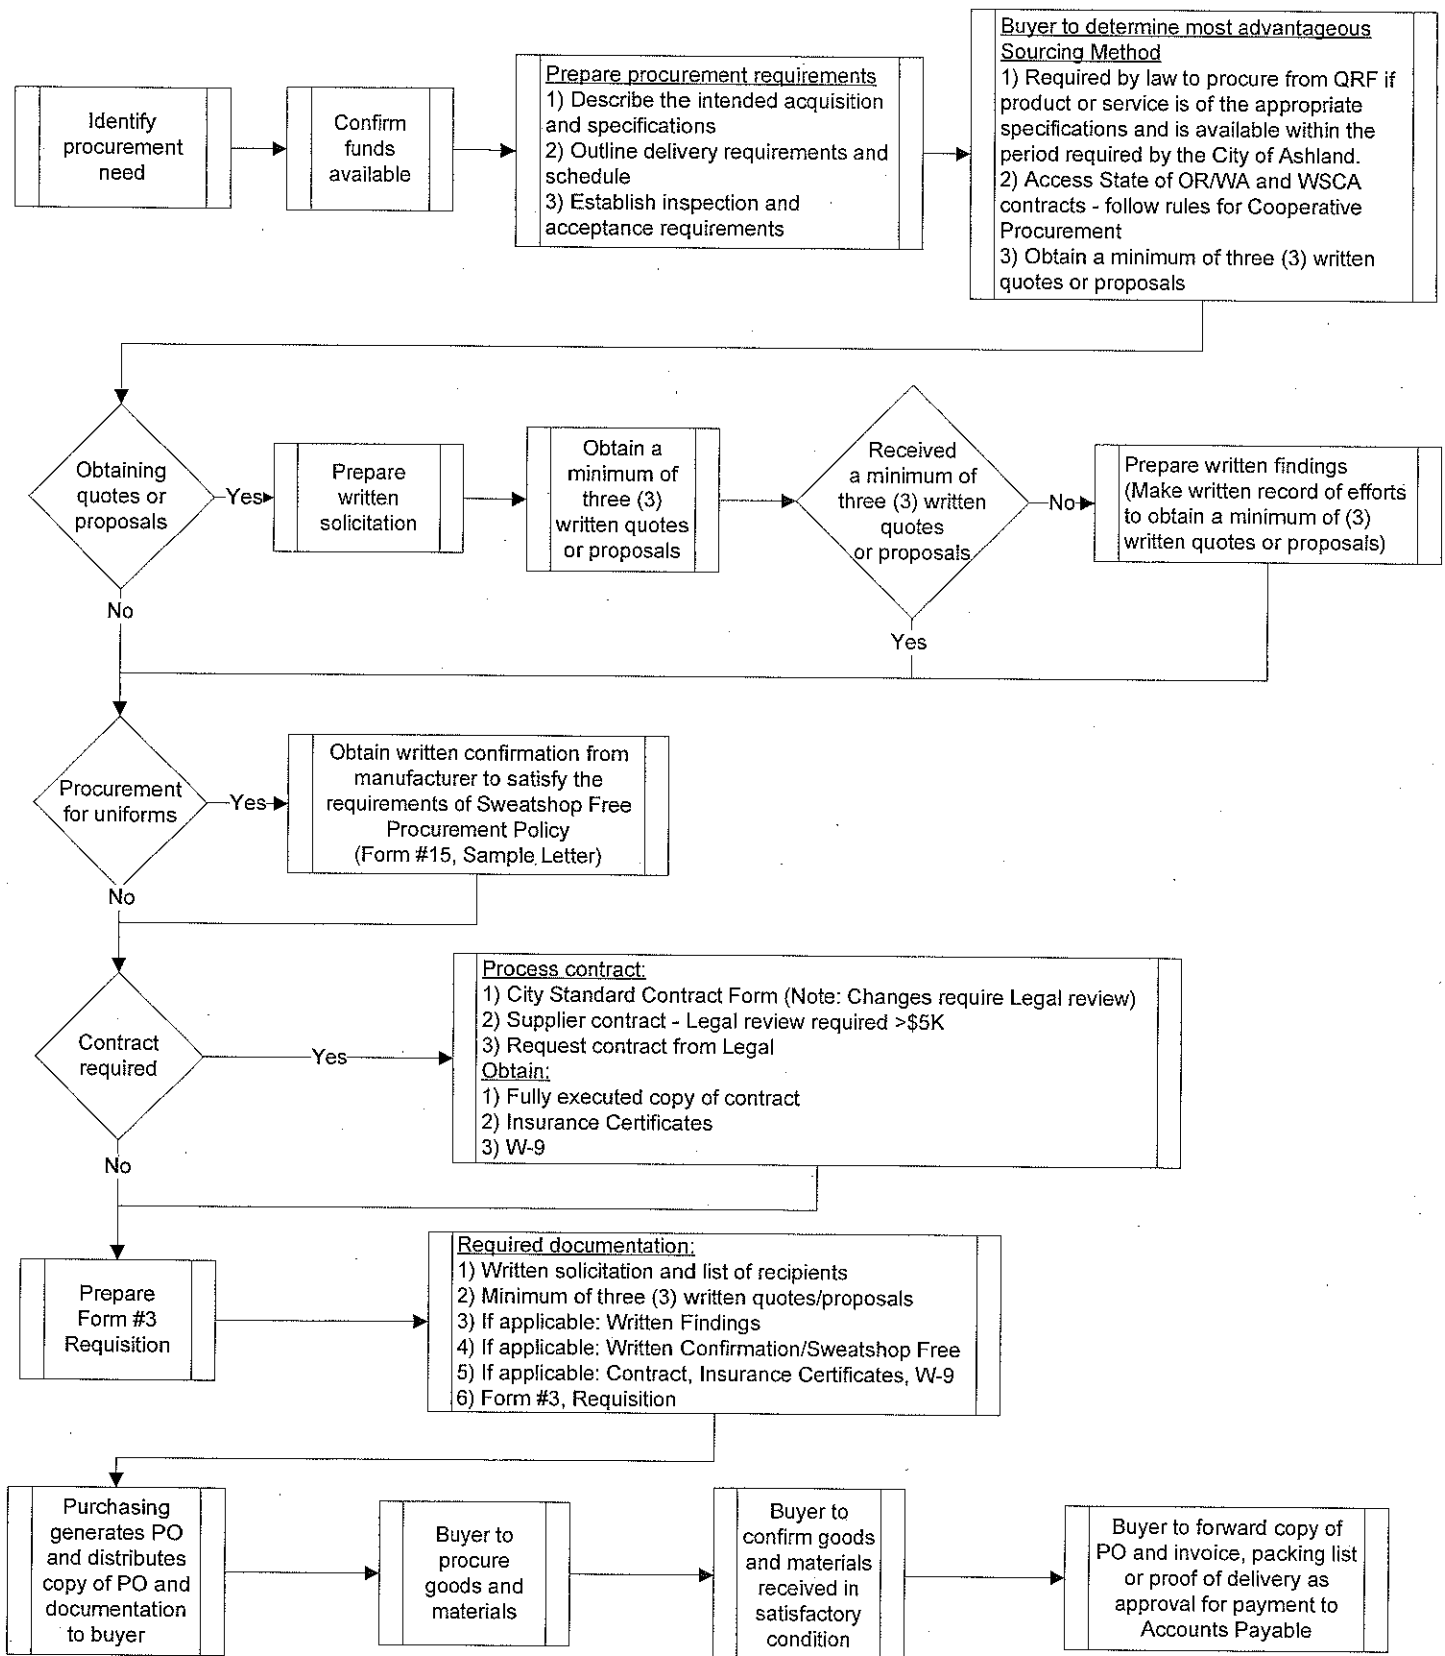 Identify
procurement
need
Confirm
funds
available
Prepare procurement requirements
1) Describe the intended acquisition
and specifications
2) Outline delivery requirements and
schedule
3) Establish inspection and
acceptance requirements
Buyer to determine most advantageous
Sourcing Method
1) Required by law to procure from QRF if
product or service is of the appropriate
specifications and is available within the
period required by the City of Ashland.
2) Access State of OR/WA and WSCA
contracts - follow rules for Cooperative
Procurement
3) Obtain a minimum of three (3) written
quotes or proposals
Obtaining
quotes or
proposals
Yes
Prepare
written
solicitation
Obtain a
minimum of
three (3)
written quotes
or proposals
Received
a minimum of
three (3) written
quotes
or proposals
No
Prepare written findings
(Make written record of efforts
to obtain a minimum of (3)
written quotes or proposals)
No
Yes
Procurement
for uniforms
Yes
Obtain written confirmation from
manufacturer to satisfy the
requirements of Sweatshop Free
Procurement Policy
(Form #15, Sample Letter)
No
Contract
required
Yes
Process contract:
1) City Standard Contract Form (Note: Changes require Legal review)
2) Supplier contract - Legal review required >$5K
3) Request contract from Legal
Obtain:
1) Fully executed copy of contract
2) Insurance Certificates
3) W-9
No
Prepare
Form #3
Requisition
Required documentation:
1) Written solicitation and list of recipients
2) Minimum of three (3) written quotes/proposals
3) If applicable: Written Findings
4) If applicable: Written Confirmation/Sweatshop Free
5) If applicable: Contract, Insurance Certificates, W-9
6) Form #3, Requisition
Purchasing
generates PO
and distributes
copy of PO and
documentation
to buyer
Buyer to
procure
goods and
materials
Buyer to
confirm goods
and materials
received in
satisfactory
condition
Buyer to forward copy of
PO and invoice, packing list
or proof of delivery as
approval for payment to
Accounts Payable